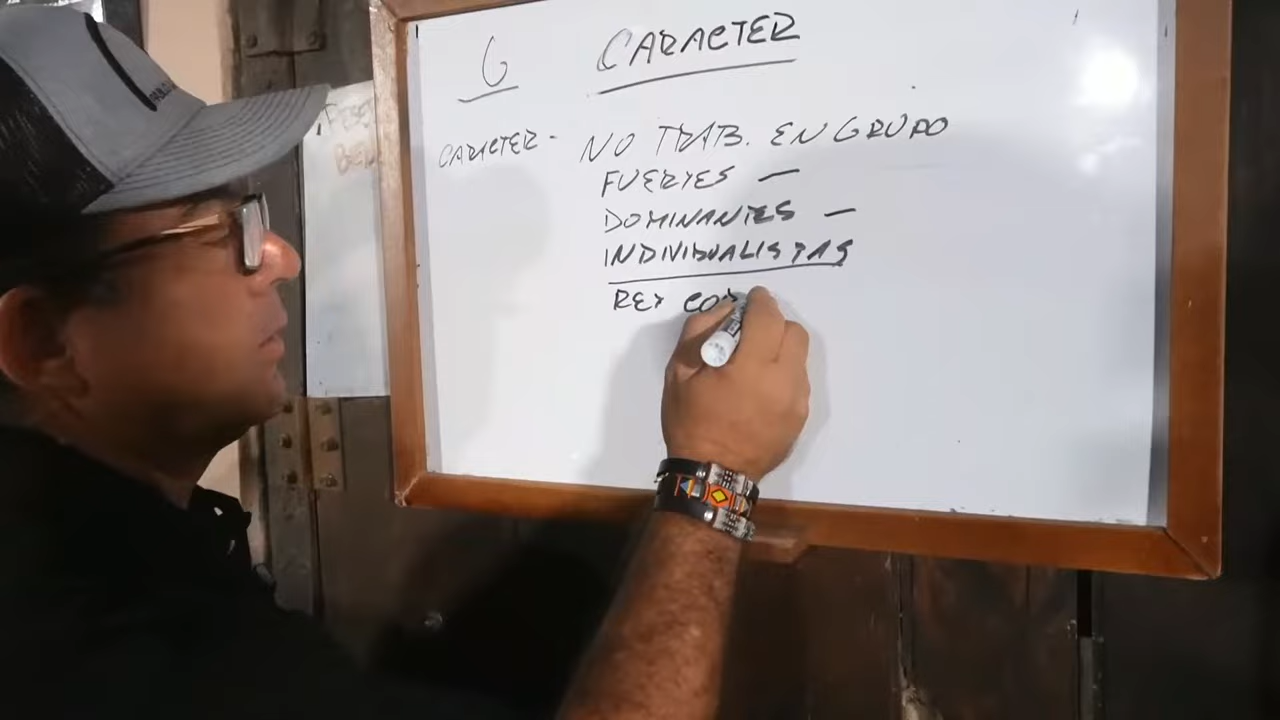 6 CARACTER
CARACTER - NO TRAB. EN GRUPO
FUERTES —
DOMINANTES —
INDIVIDUALISTAS
REY